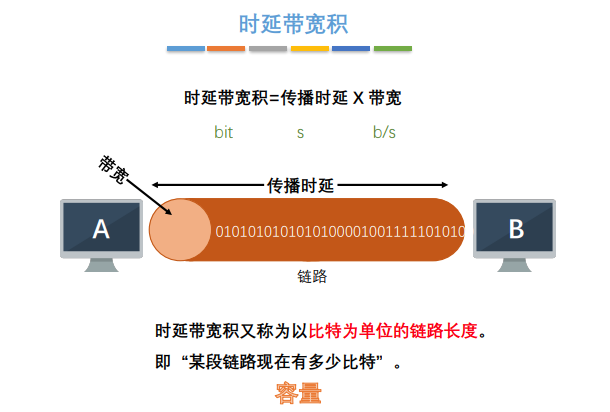 时延带宽积
时延带宽积=传播时延 X 带宽
bit s b/s
带宽
传播时延
A
010101010101010000100111110101 0
B
链路
时延带宽积又称为以比特为单位的链路长度。
即“某段链路现在有多少比特”。
容量